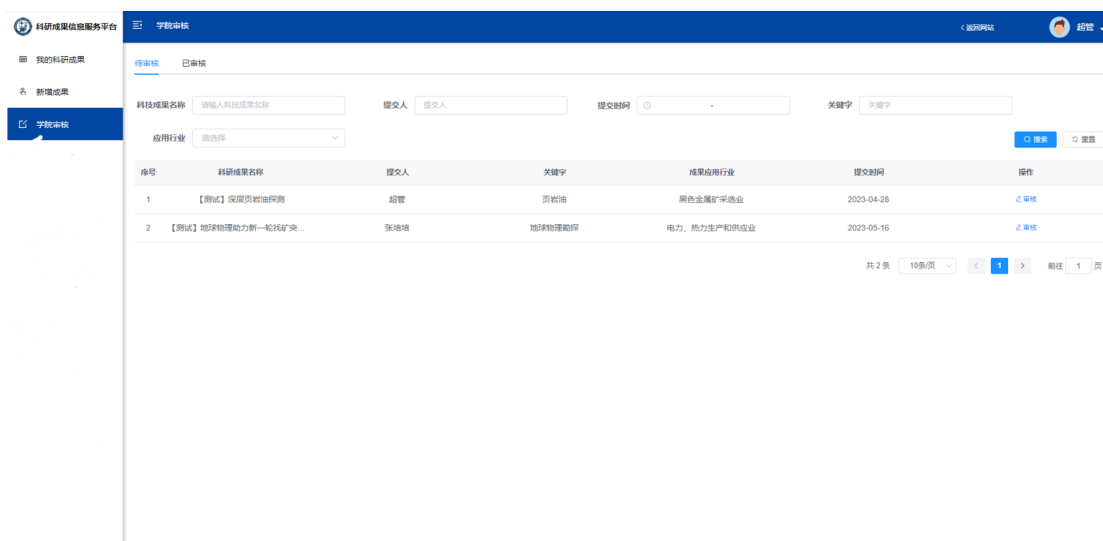 科研成果信息服务平台 学院审核 <返回网站 超管
我的科研成果
新增成果
学院审核
待审核 已审核
科技成果名称 请输入科技成果名称 提交人 提交人 提交时间 - 关键字 关键字
应用行业 请选择 搜索 重置
序号 科研成果名称 提交人 关键字 成果应用行业 提交时间 操作
1 【测试】深层页岩油探测 超管 页岩油 黑色金属矿采选业 2023-04-28 审核
2 【测试】地球物理助力新一轮找矿突... 张培培 地球物理勘探 电力、热力生产和供应业 2023-05-16 审核
共 2 条 10条/页 < 1 > 前往 1 页